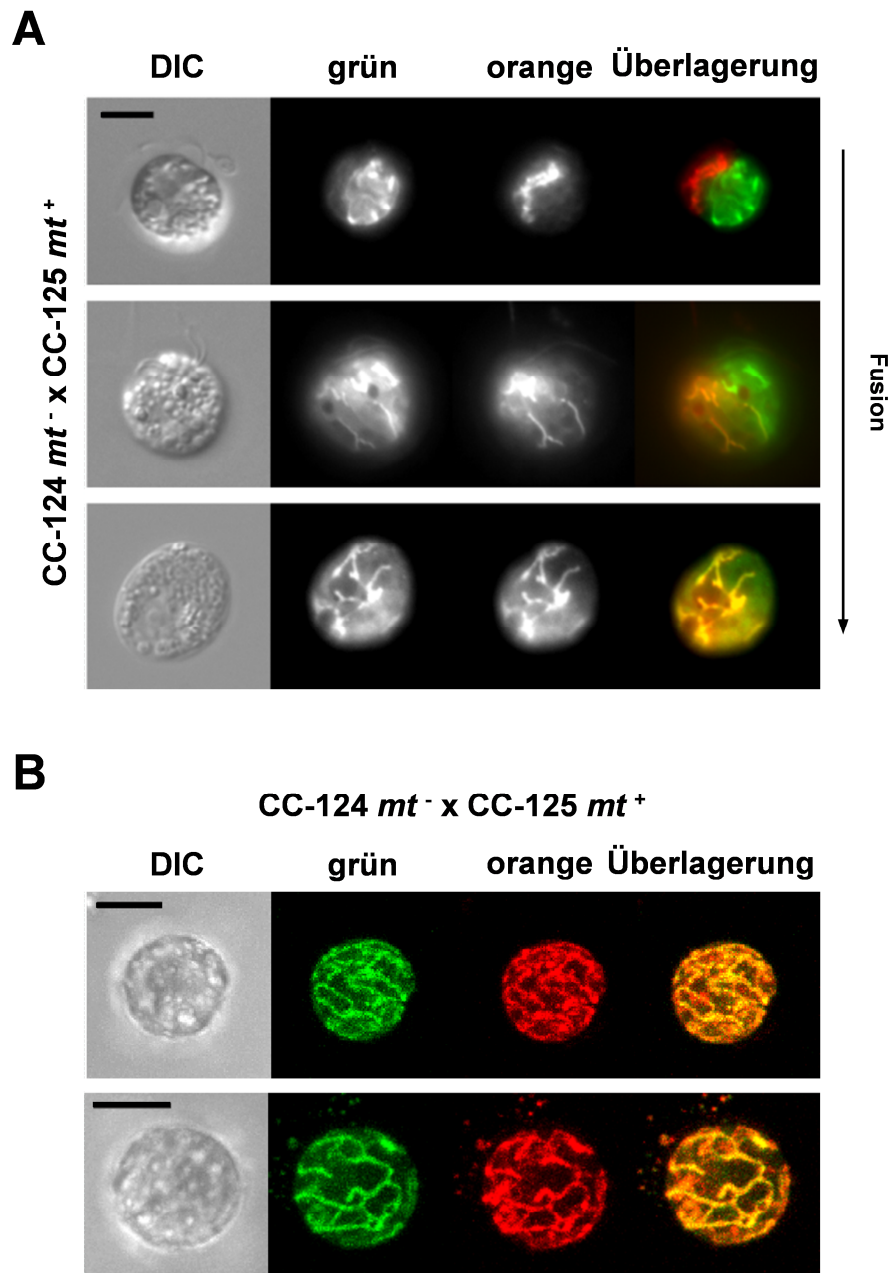 A
DIC grün orange Überlagerung
CC-124 mt - x CC-125 mt +
Fusion
B
CC-124 mt - x CC-125 mt +
DIC grün orange Überlagerung